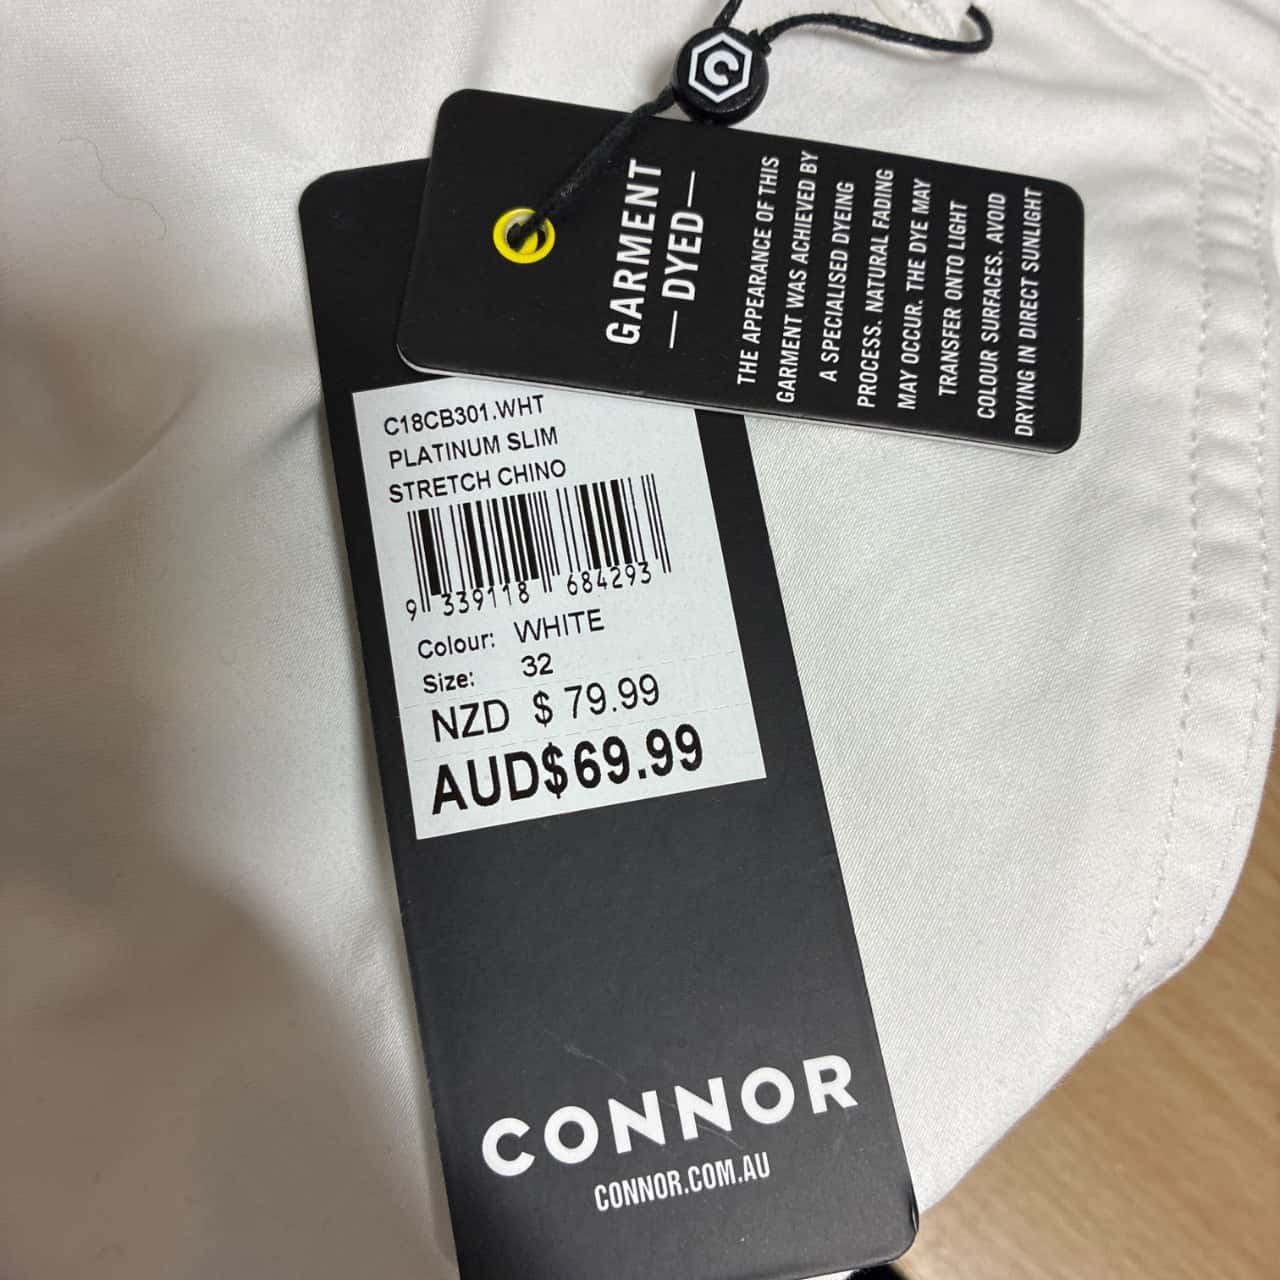 C
GARMENT
— DYED —
THE APPEARANCE OF THIS
GARMENT WAS ACHIEVED BY
A SPECIALISED DYEING
PROCESS. NATURAL FADING
MAY OCCUR. THE DYE MAY
TRANSFER ONTO LIGHT
COLOUR SURFACES. AVOID
DRYING IN DIRECT SUNLIGHT
C18CB301.WHT
PLATINUM SLIM
STRETCH CHINO
9 339118 684293
Colour: WHITE
Size: 32
NZD $ 79.99
AUD$69.99
CONNOR
CONNOR.COM.AU